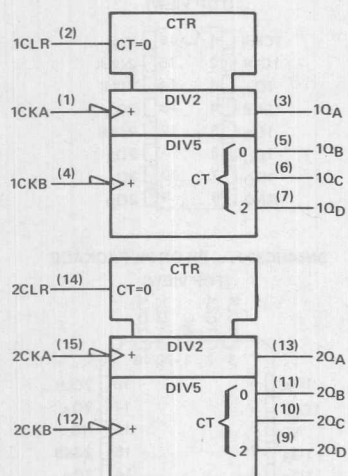 CTR
(2)
1CLR CT=0
DIV2
(1) (3)
1CKA + 1QA
DIV5
(5)
0 1QB
(4) (6)
1CKB + CT 1QC
(7)
2 1QD
CTR
(14)
2CLR CT=0
DIV2
(15) (13)
2CKA + 2QA
DIV5
(11)
0 2QB
(12) (10)
2CKB + CT 2QC
(9)
2 2QD